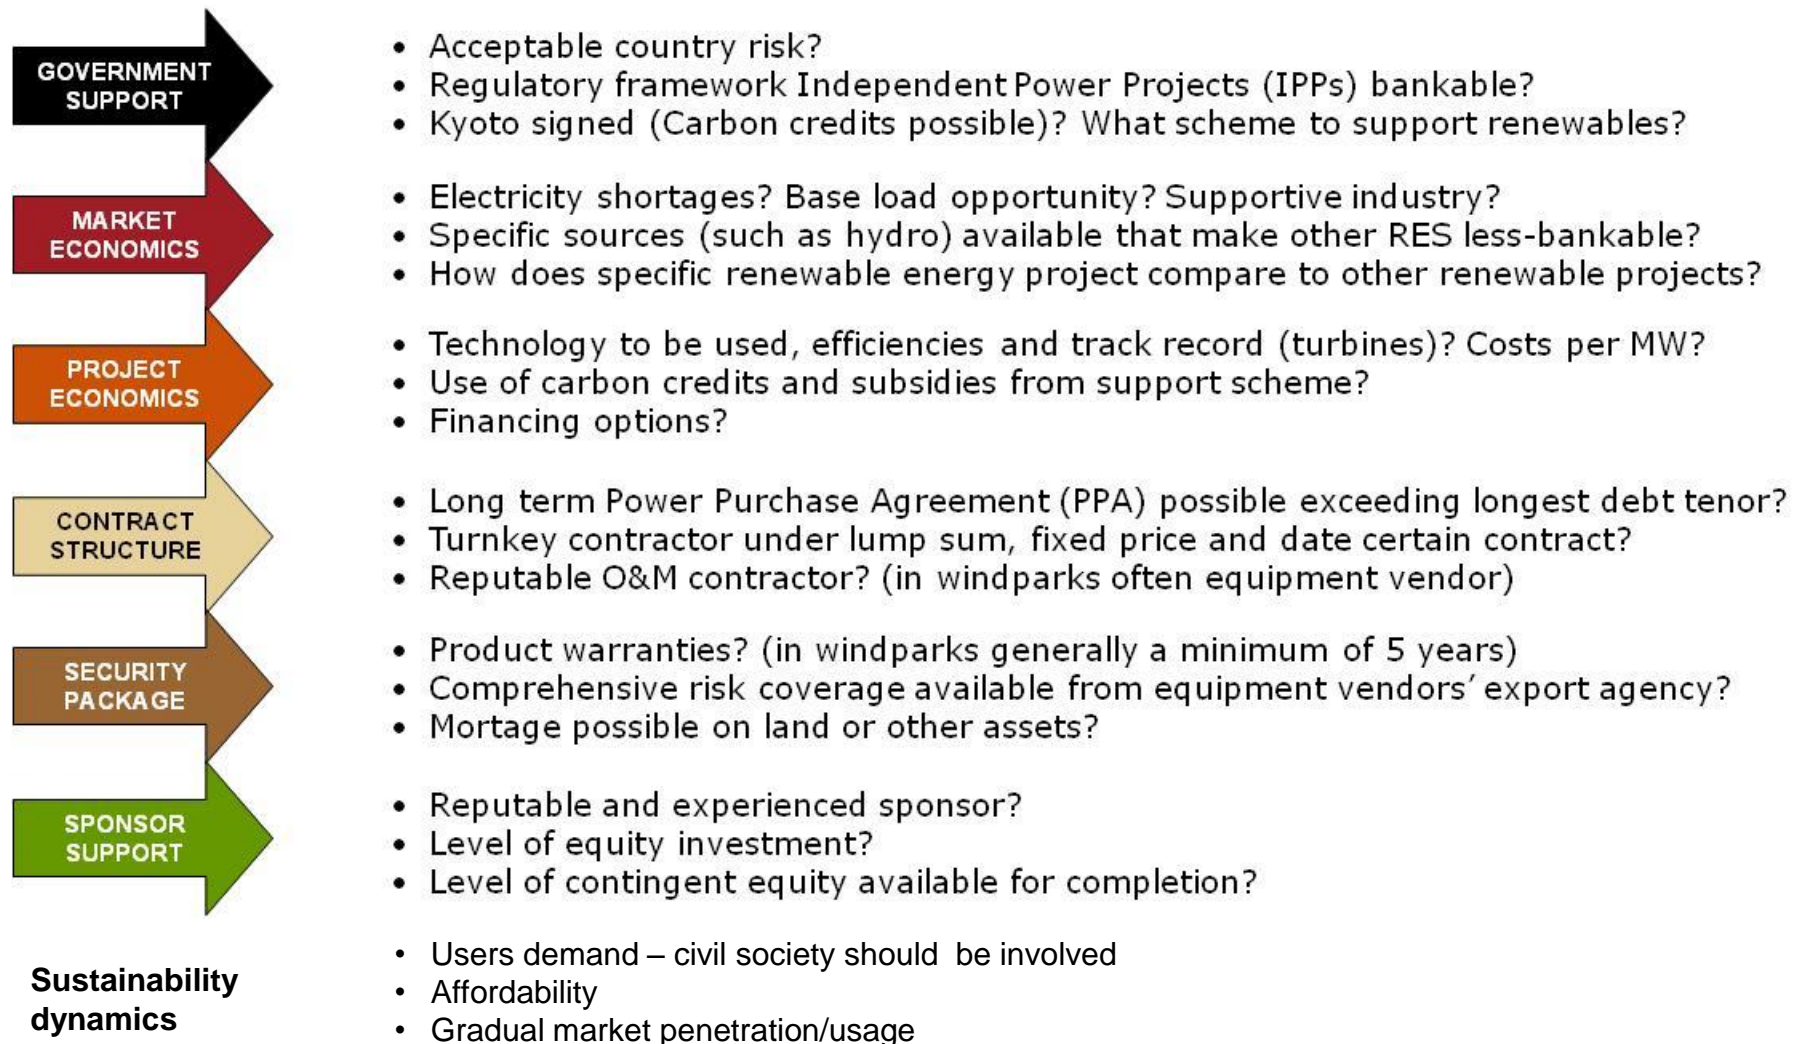 GOVERNMENT
SUPPORT
• Acceptable country risk?
• Regulatory framework Independent Power Projects (IPPs) bankable?
• Kyoto signed (Carbon credits possible)? What scheme to support renewables?
MARKET
ECONOMICS
• Electricity shortages? Base load opportunity? Supportive industry?
• Specific sources (such as hydro) available that make other RES less-bankable?
• How does specific renewable energy project compare to other renewable projects?
PROJECT
ECONOMICS
• Technology to be used, efficiencies and track record (turbines)? Costs per MW?
• Use of carbon credits and subsidies from support scheme?
• Financing options?
CONTRACT
STRUCTURE
• Long term Power Purchase Agreement (PPA) possible exceeding longest debt tenor?
• Turnkey contractor under lump sum, fixed price and date certain contract?
• Reputable O&M contractor? (in windparks often equipment vendor)
SECURITY
PACKAGE
• Product warranties? (in windparks generally a minimum of 5 years)
• Comprehensive risk coverage available from equipment vendors’ export agency?
• Mortage possible on land or other assets?
SPONSOR
SUPPORT
• Reputable and experienced sponsor?
• Level of equity investment?
• Level of contingent equity available for completion?
Sustainability
dynamics
• Users demand – civil society should be involved
• Affordability
• Gradual market penetration/usage